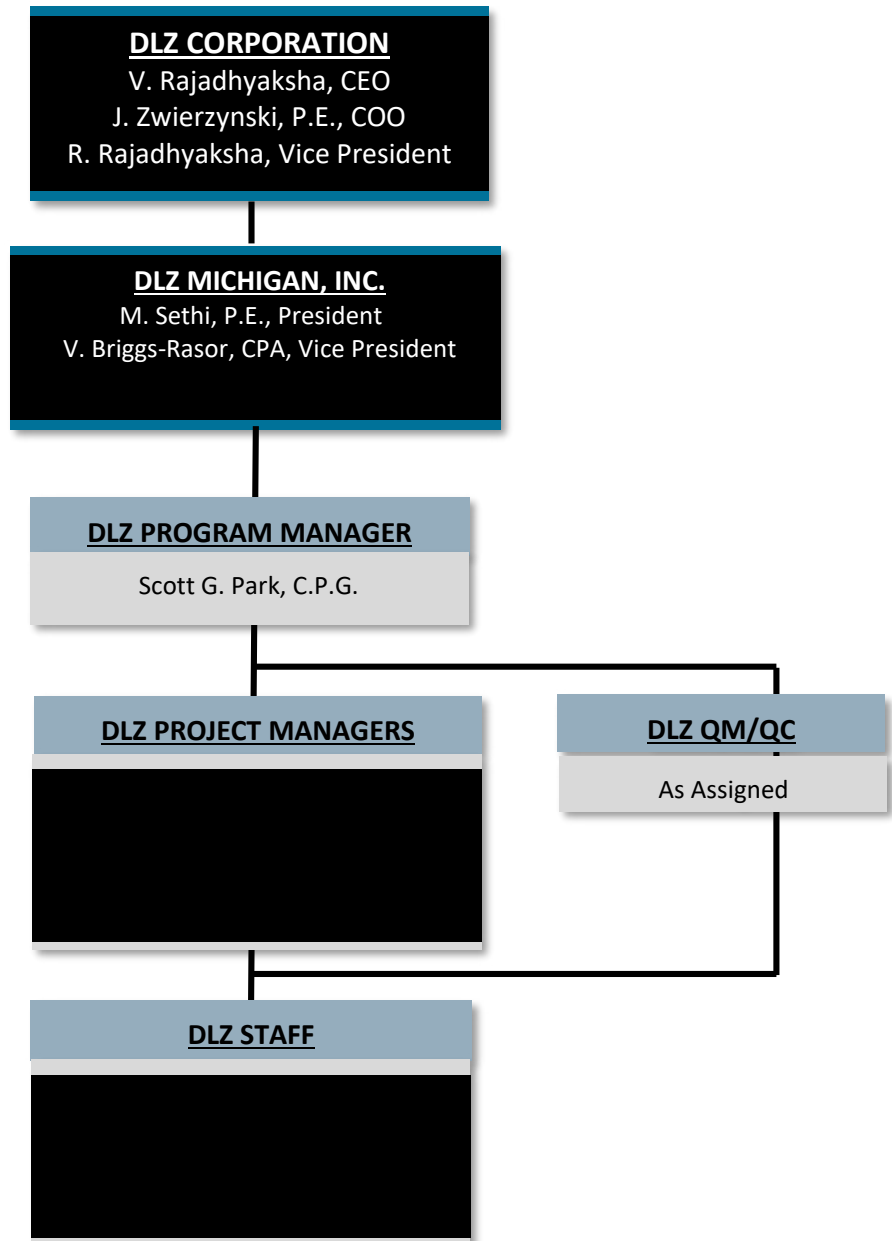 DLZ CORPORATION
V. Rajadhyaksha, CEO
J. Zwierzynski, P.E., COO
R. Rajadhyaksha, Vice President
DLZ MICHIGAN, INC.
M. Sethi, P.E., President
V. Briggs-Rasor, CPA, Vice President
DLZ PROGRAM MANAGER
Scott G. Park, C.P.G.
DLZ PROJECT MANAGERS
DLZ QM/QC
As Assigned
DLZ STAFF